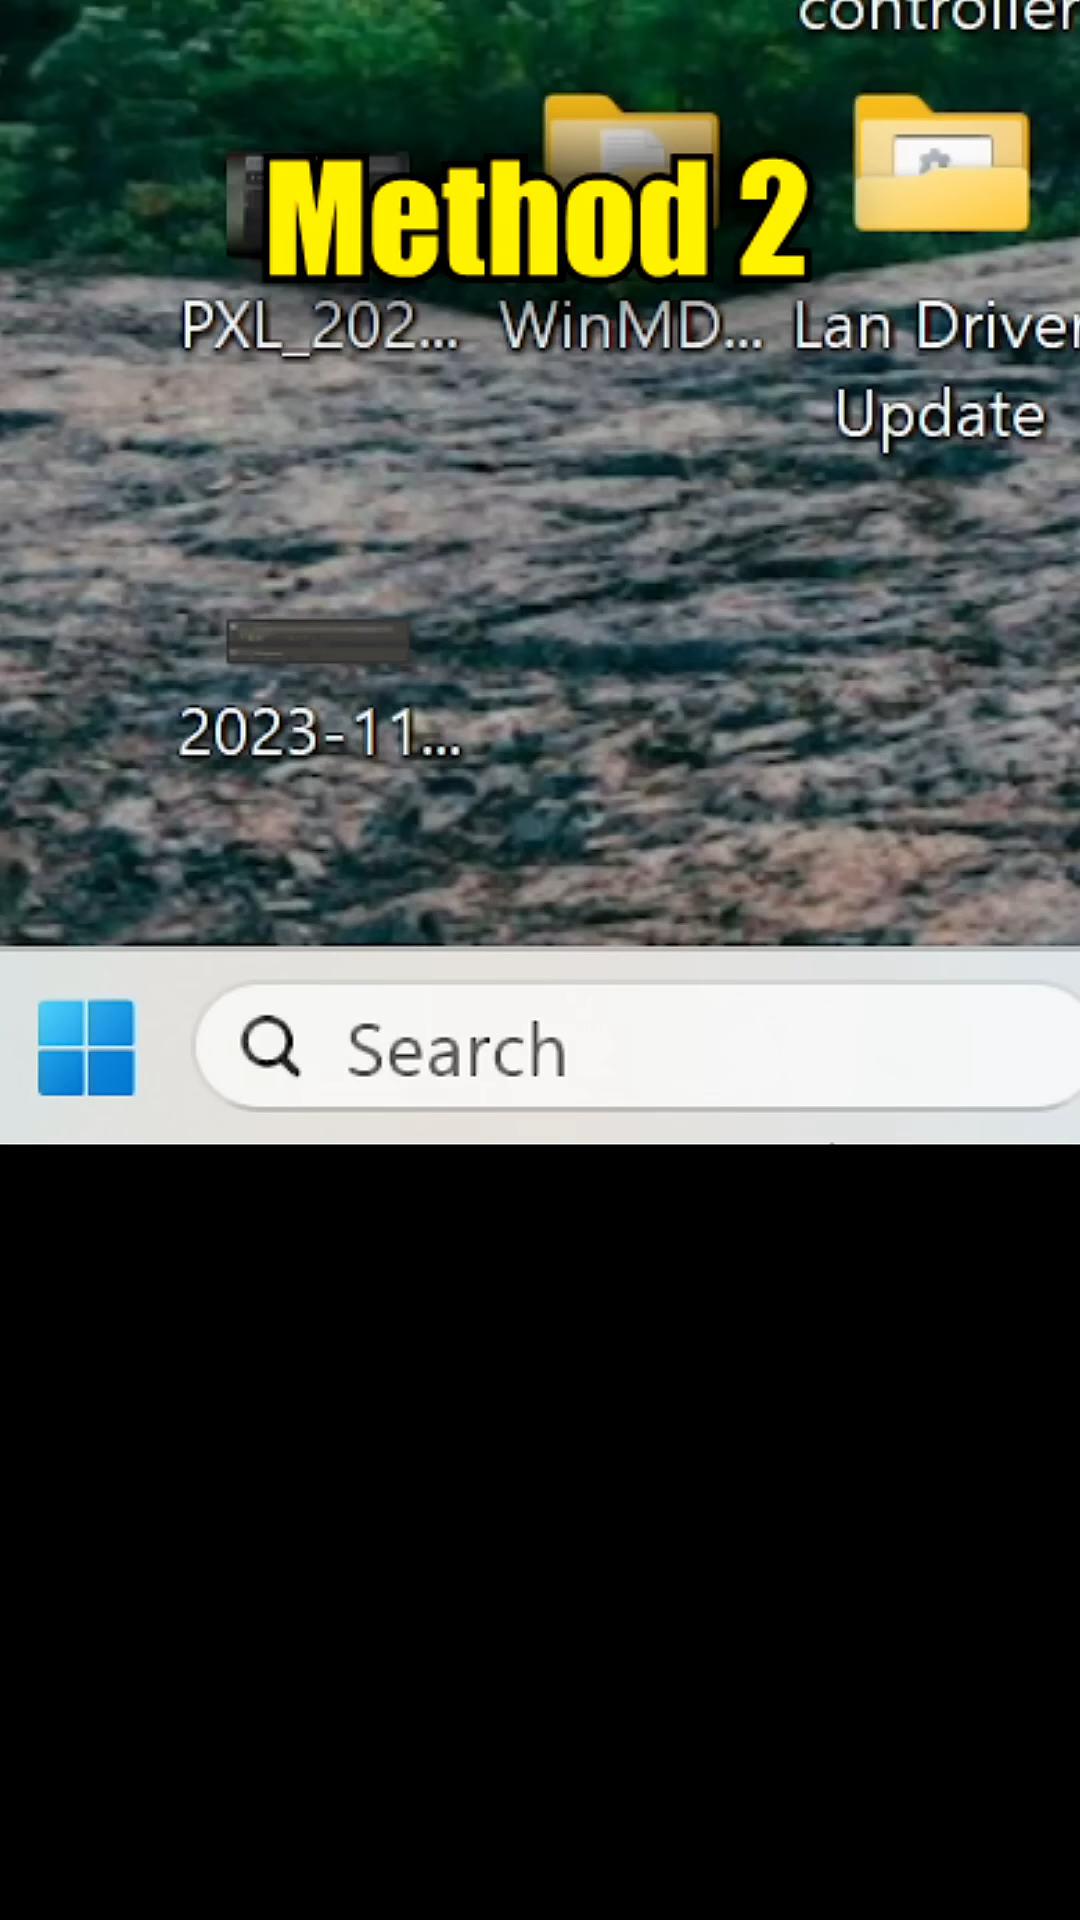 controller
Method 2
PXL_202... WinMD... Lan Driver
Update
2023-11...
Search